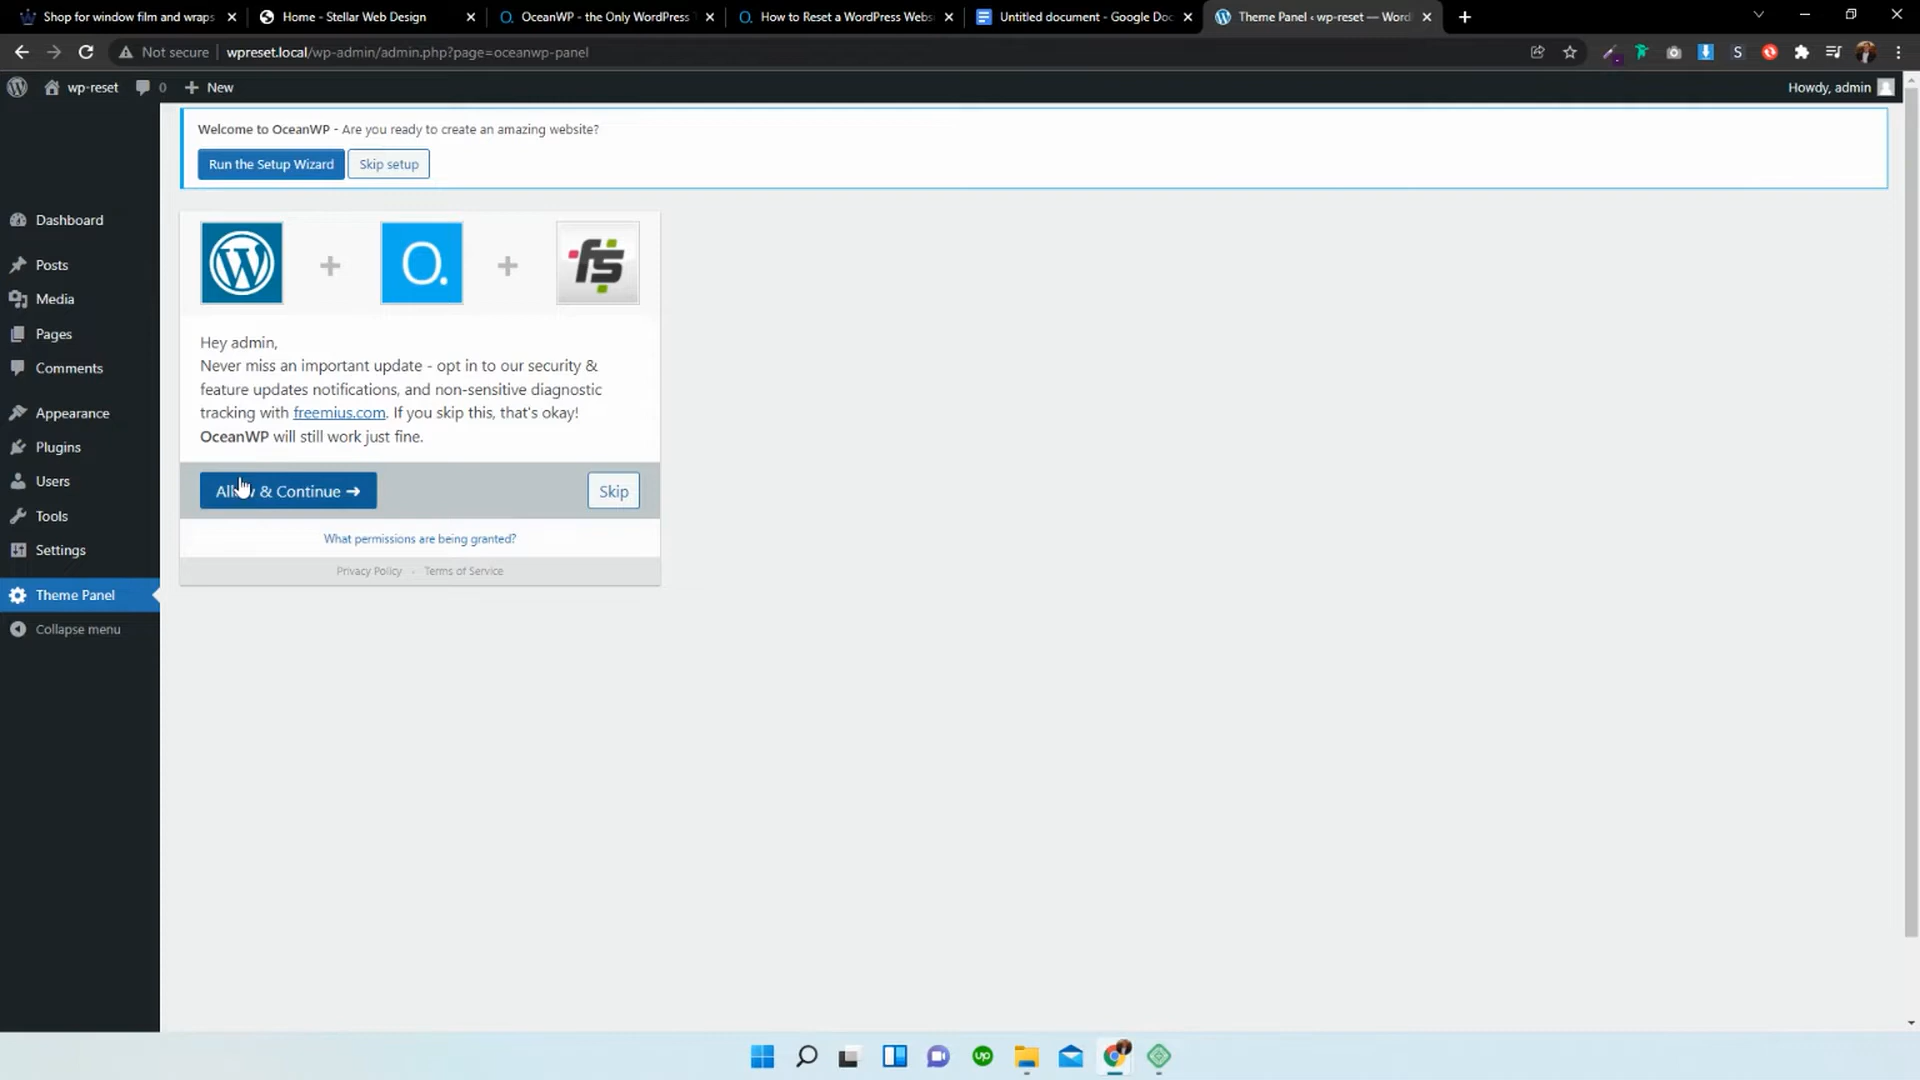 Shop for window film and wraps
Home - Stellar Web Design
OceanWP - the Only WordPress
How to Reset a WordPress Webs
Untitled document - Google Doc
Theme Panel ‹ wp-reset — Word
Not secure
wpreset.local/wp-admin/admin.php?page=oceanwp-panel
wp-reset
0
New
Howdy, admin
Welcome to OceanWP - Are you ready to create an amazing website?
Run the Setup Wizard
Skip setup
Dashboard
Posts
Media
Pages
Comments
Appearance
Plugins
Users
Tools
Settings
Theme Panel
Collapse menu
O.
fs
Hey admin,
Never miss an important update - opt in to our security &
feature updates notifications, and non-sensitive diagnostic
tracking with freemius.com. If you skip this, that's okay!
OceanWP will still work just fine.
Allow & Continue ➜
Skip
What permissions are being granted?
Privacy Policy - Terms of Service
up